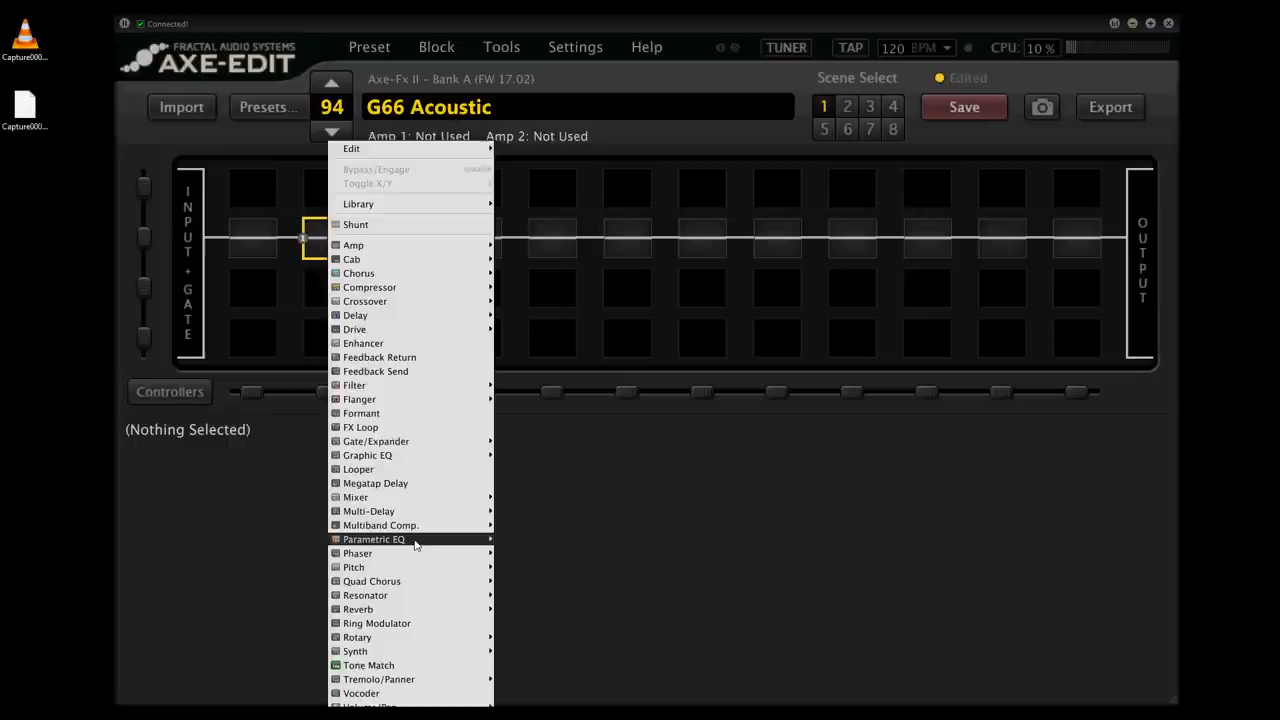 Connected!
Capture000...
Capture000...
FRACTAL AUDIO SYSTEMS
AXE-EDIT
Preset Block Tools Settings Help
TUNER TAP 120 BPM CPU: 10 %
Axe-Fx II - Bank A (FW 17.02)
Scene Select Edited
Import Presets... 94 G66 Acoustic
1 2 3 4
5 6 7 8
Save Export
Amp 1: Not Used Amp 2: Not Used
INPUT + GATE
OUTPUT
Controllers
(Nothing Selected)
Edit
Bypass/Engage
Toggle X/Y
Library
Shunt
Amp
Cab
Chorus
Compressor
Crossover
Delay
Drive
Enhancer
Feedback Return
Feedback Send
Filter
Flanger
Formant
FX Loop
Gate/Expander
Graphic EQ
Looper
Megatap Delay
Mixer
Multi-Delay
Multiband Comp.
Parametric EQ
Phaser
Pitch
Quad Chorus
Resonator
Reverb
Ring Modulator
Rotary
Synth
Tone Match
Tremolo/Panner
Vocoder